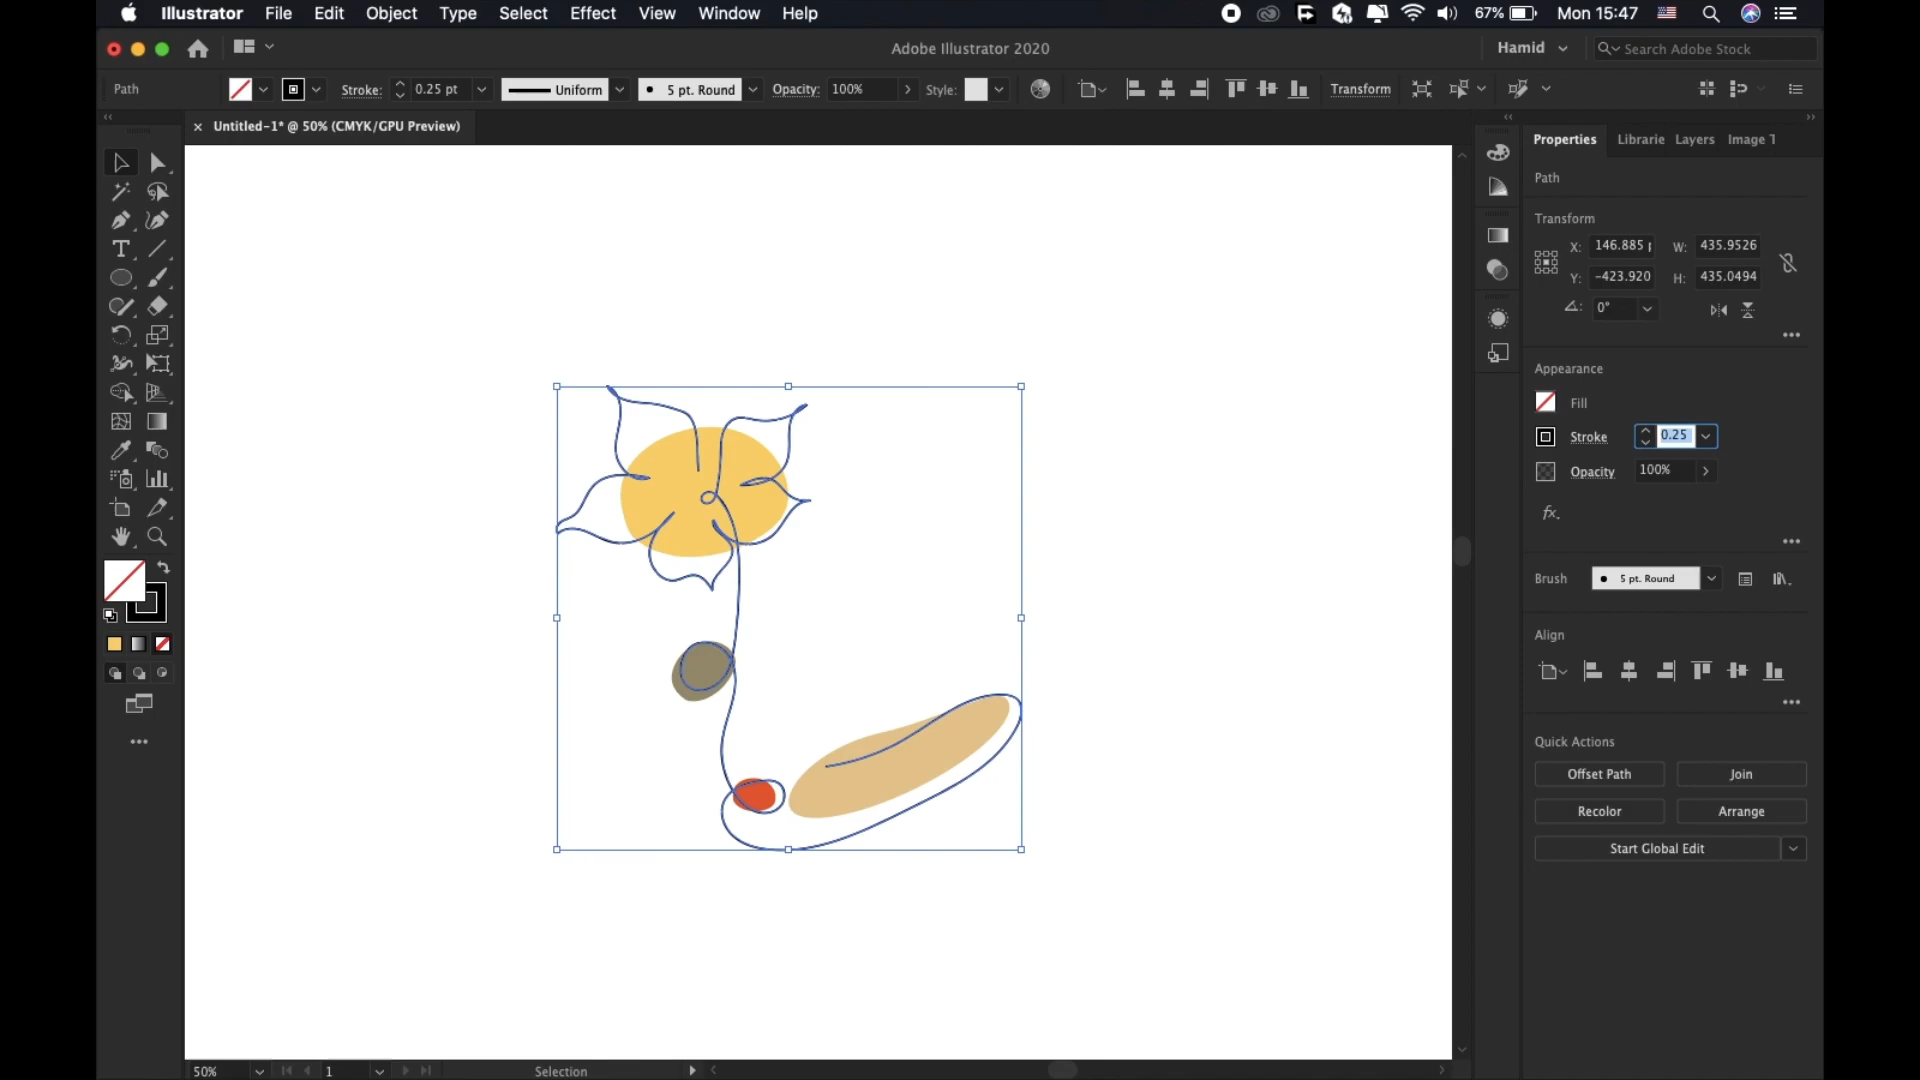 Illustrator File Edit Object Type Select Effect View Window Help 67% Mon 15:47
Adobe Illustrator 2020 Hamid Search Adobe Stock
Path Stroke: 0.25 pt Uniform 5 pt. Round Opacity: 100% Style: Transform
× Untitled-1* @ 50% (CMYK/GPU Preview)
Properties Librarie Layers Image T
Path
Transform
X: 146.885 W: 435.9526
Y: -423.920 H: 435.0494
0°
Appearance
Fill
Stroke 0.25
Opacity 100%
fx.
Brush 5 pt. Round
Align
Quick Actions
Offset Path Join
Recolor Arrange
Start Global Edit
50% 1 Selection